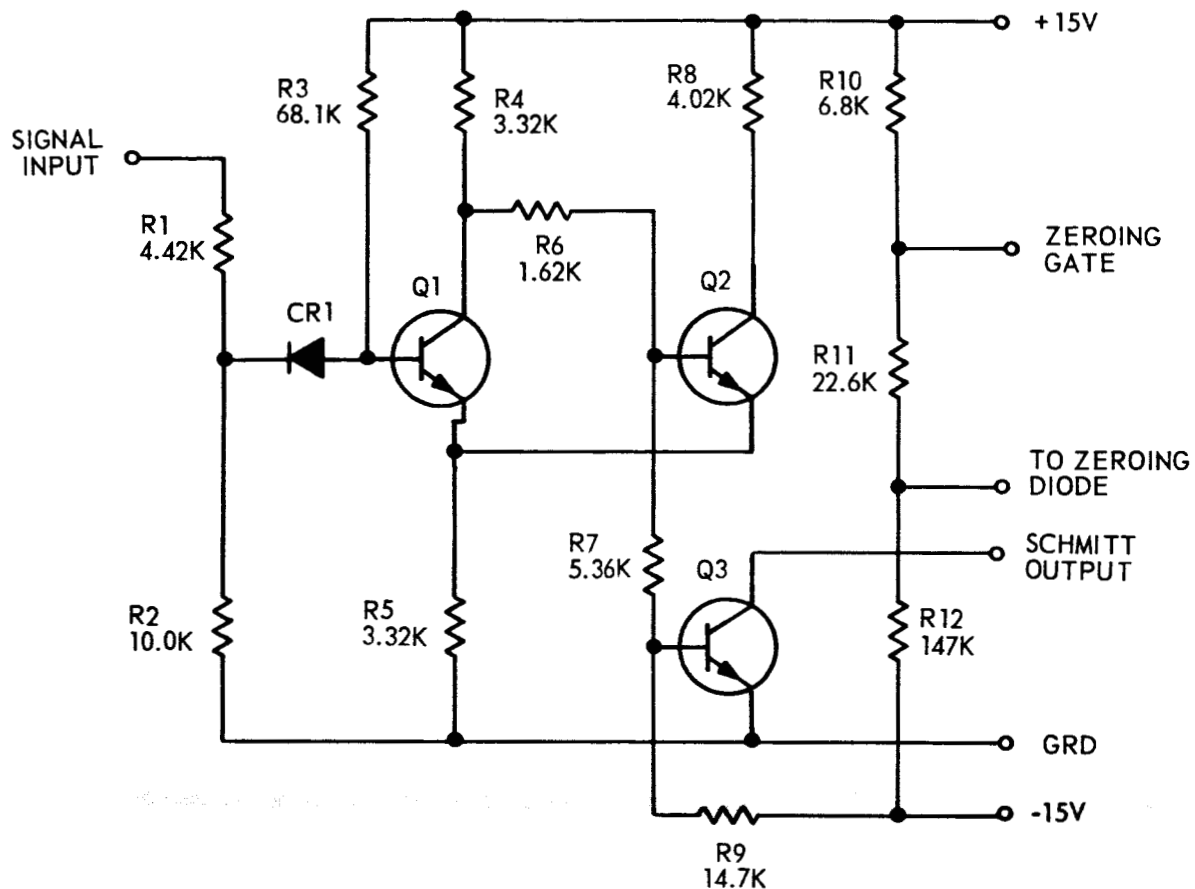 +15V
R3
68.1K
R4
3.32K
R8
4.02K
R10
6.8K
SIGNAL
INPUT
R1
4.42K
R6
1.62K
ZEROING
GATE
CR1
Q1
Q2
R11
22.6K
TO ZEROING
DIODE
R7
5.36K
Q3
SCHMITT
OUTPUT
R2
10.0K
R5
3.32K
R12
147K
GRD
-15V
R9
14.7K